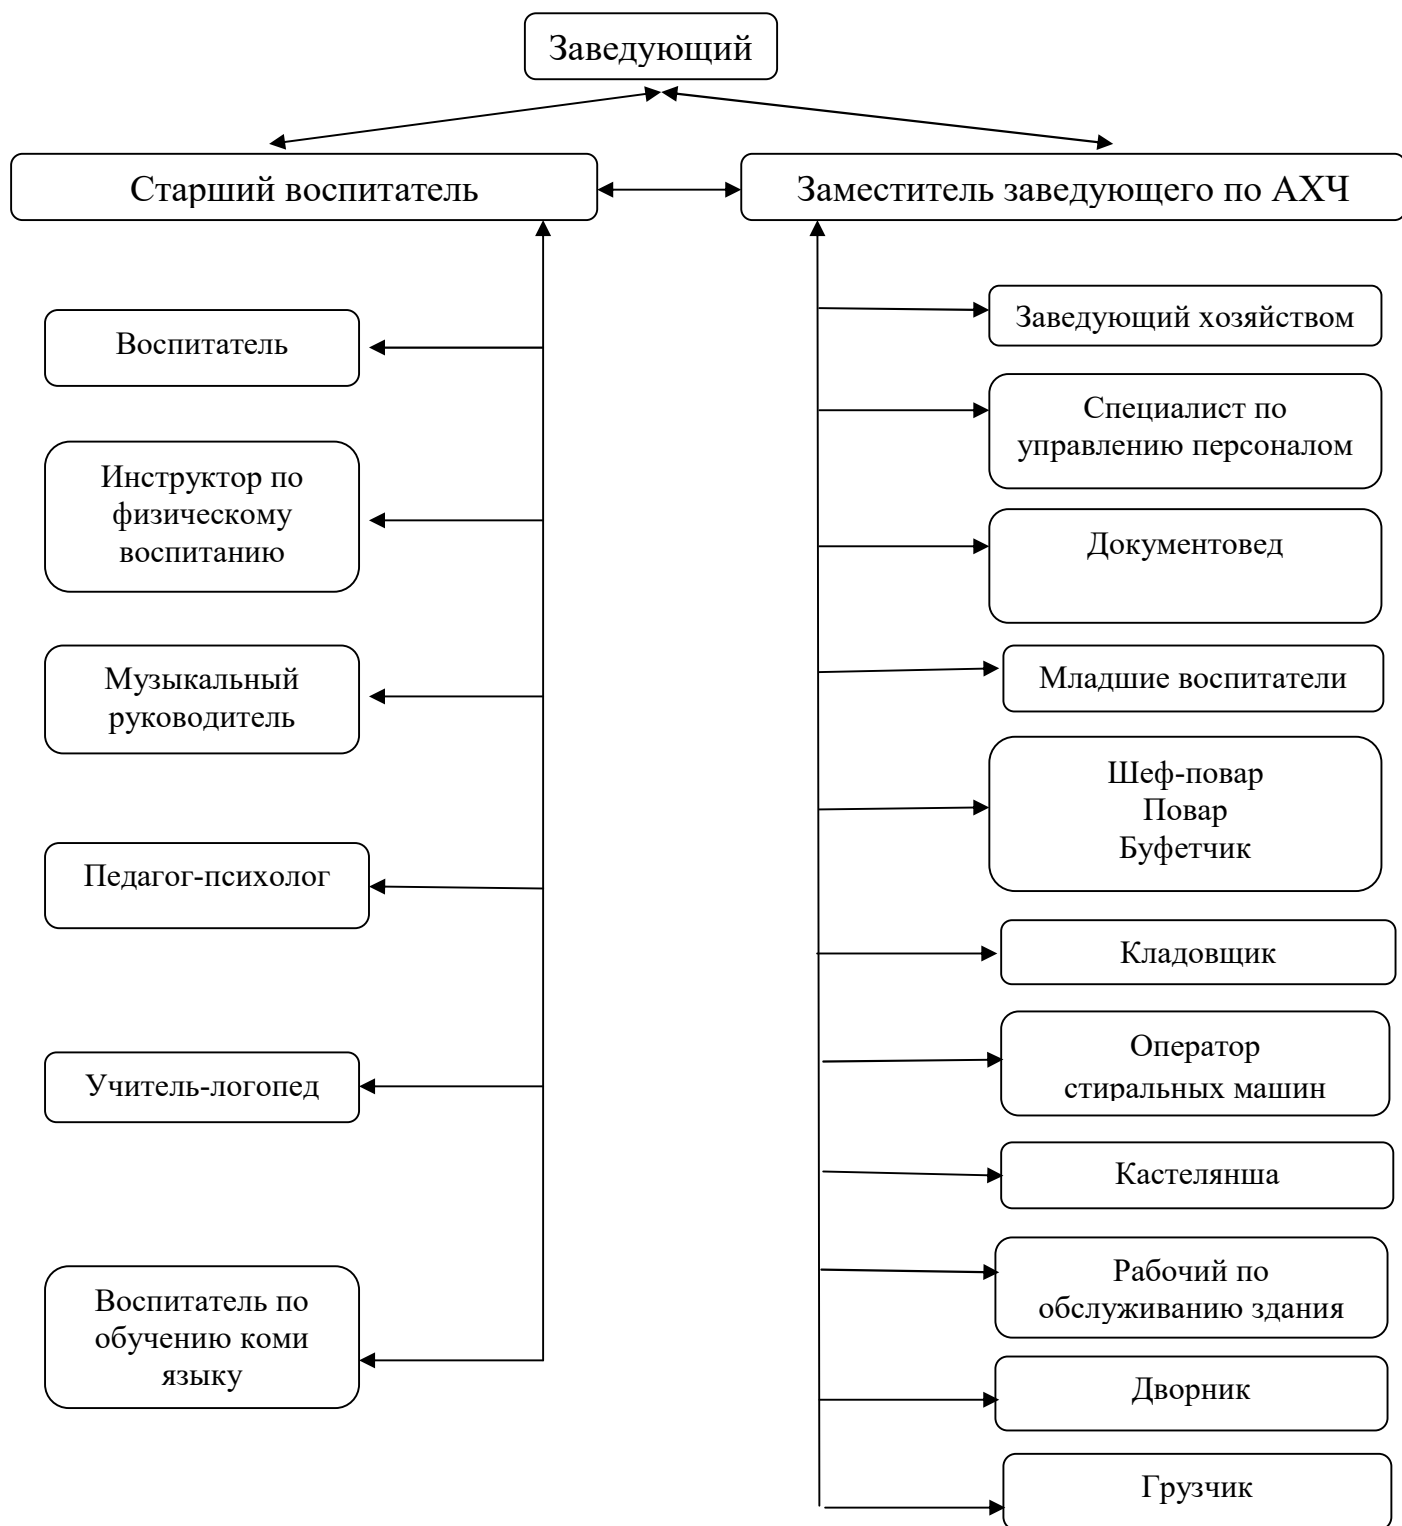 Заведующий
Старший воспитатель
Заместитель заведующего по АХЧ
Воспитатель
Инструктор по
физическому
воспитанию
Музыкальный
руководитель
Педагог-психолог
Учитель-логопед
Воспитатель по
обучению коми
языку
Заведующий хозяйством
Специалист по
управлению персоналом
Документовед
Младшие воспитатели
Шеф-повар
Повар
Буфетчик
Кладовщик
Оператор
стиральных машин
Кастелянша
Рабочий по
обслуживанию здания
Дворник
Грузчик